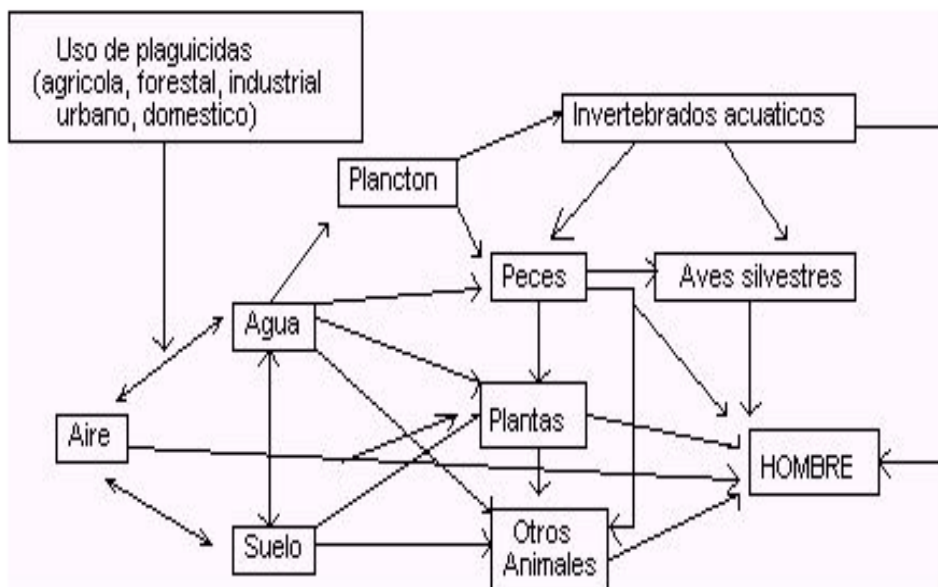 Uso de plaguicidas
(agricola, forestal, industrial
urbano, domestico)
Invertebrados acuaticos
Plancton
Peces
Aves silvestres
Agua
Plantas
Aire
HOMBRE
Suelo
Otros
Animales